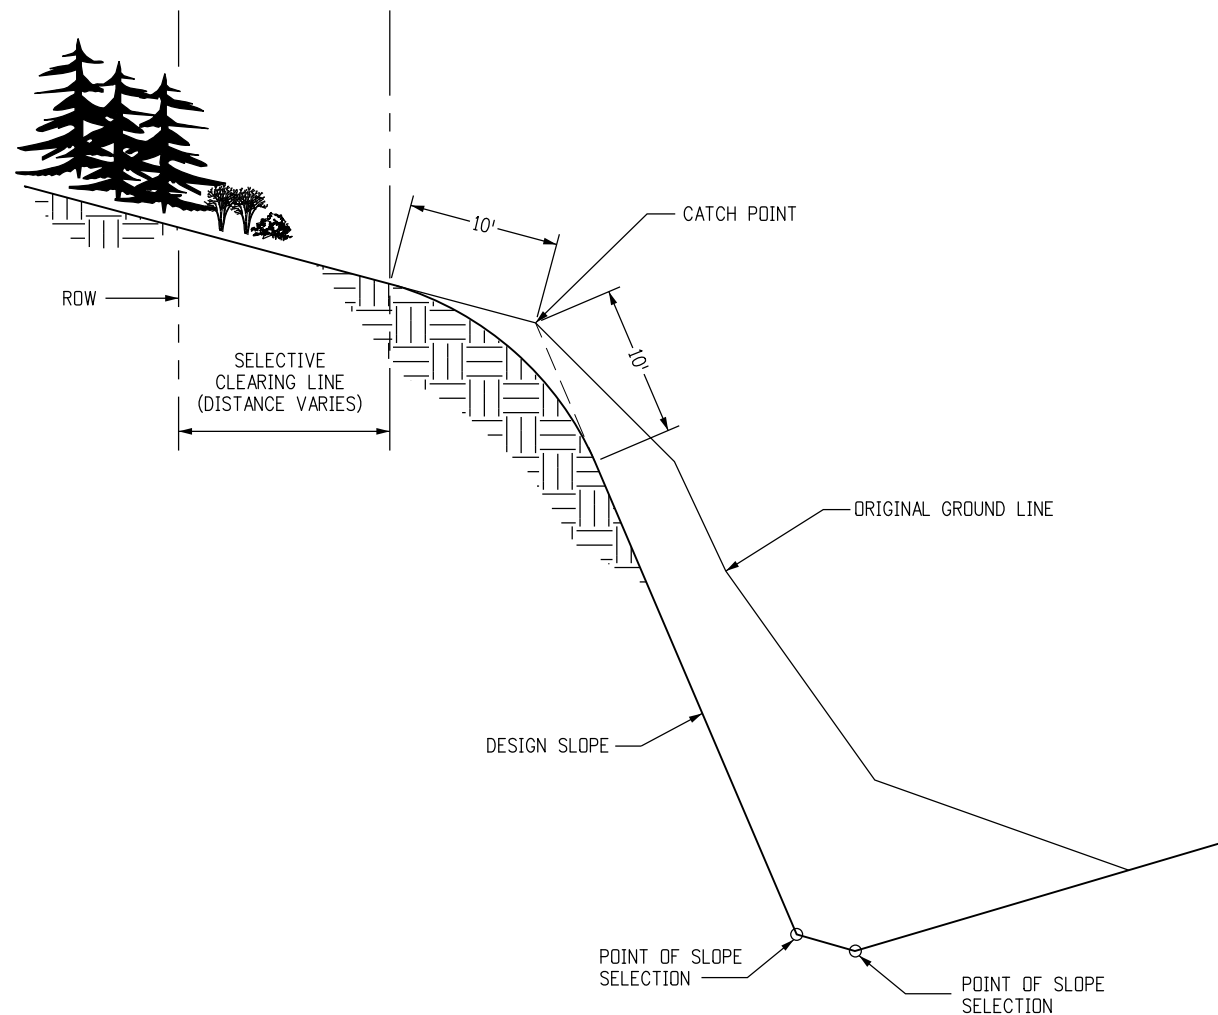 10'
CATCH POINT
ROW
10'
SELECTIVE
CLEARING LINE
(DISTANCE VARIES)
ORIGINAL GROUND LINE
DESIGN SLOPE
POINT OF SLOPE
SELECTION
POINT OF SLOPE
SELECTION